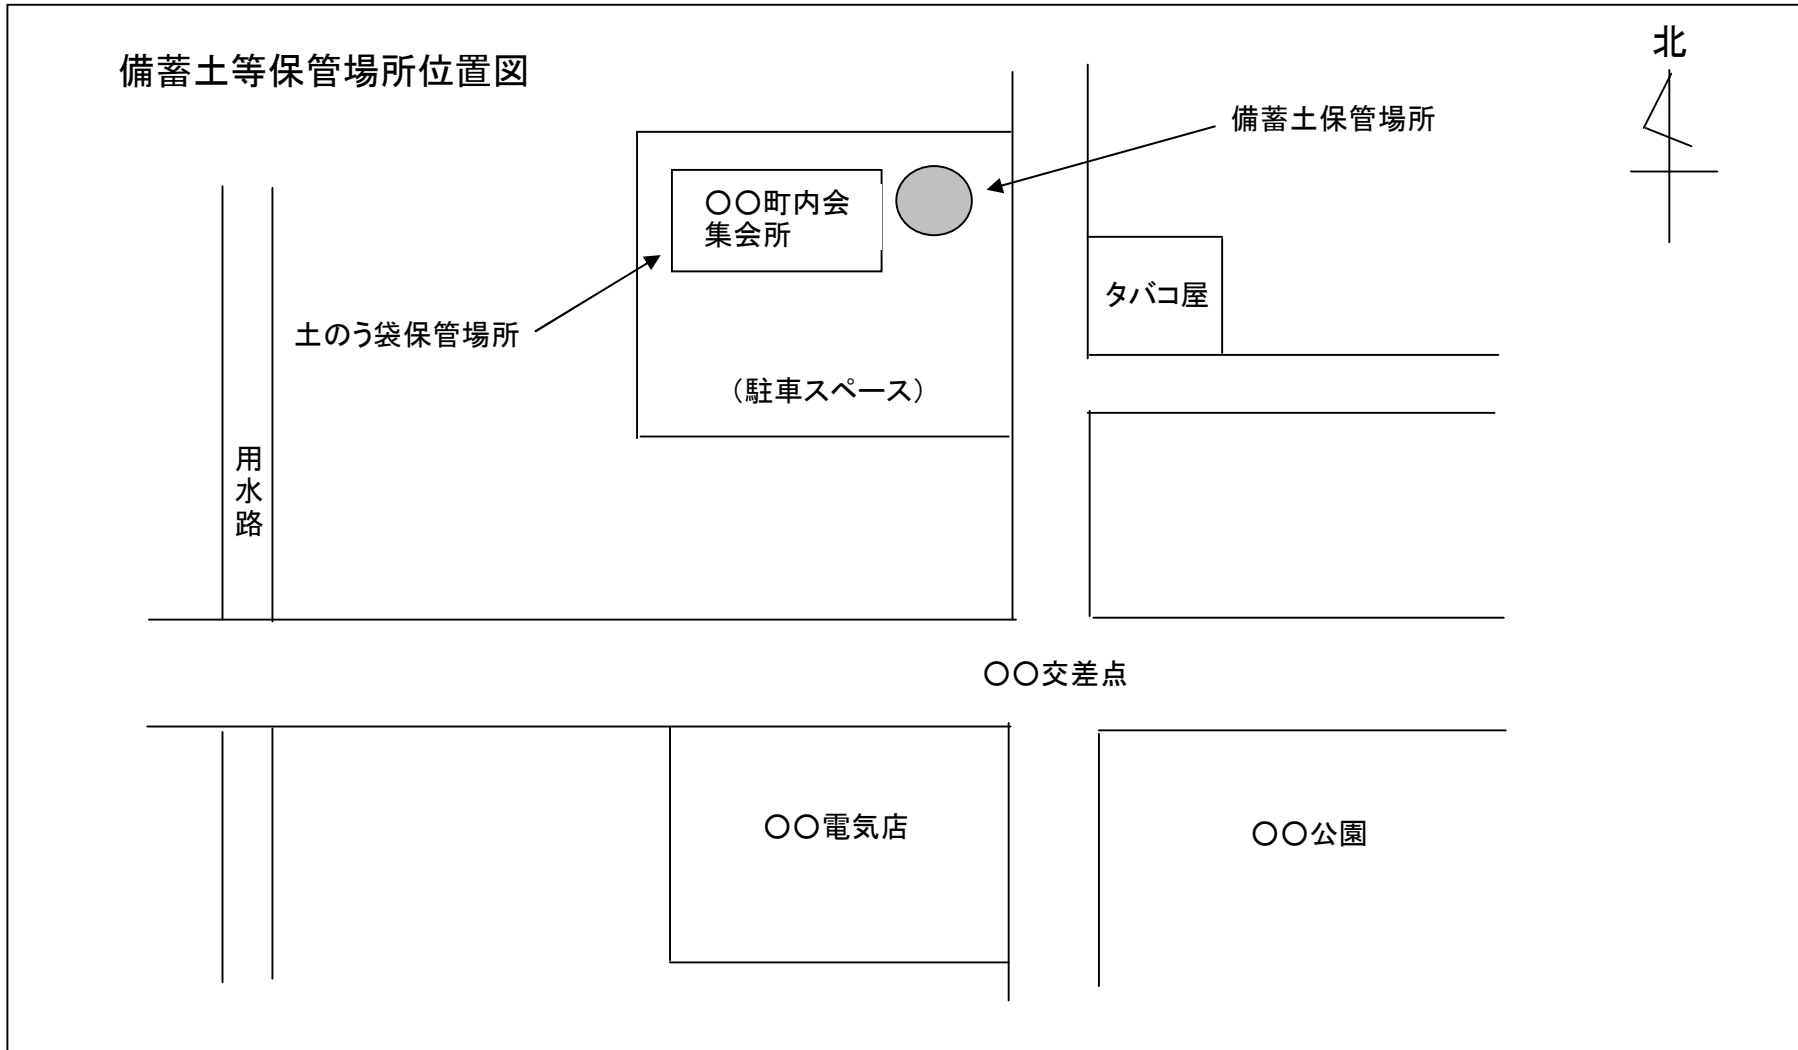 備蓄土等保管場所位置図
北
備蓄土保管場所
〇〇町内会
集会所
タバコ屋
土のう袋保管場所
（駐車スペース）
用水路
〇〇交差点
〇〇電気店
〇〇公園